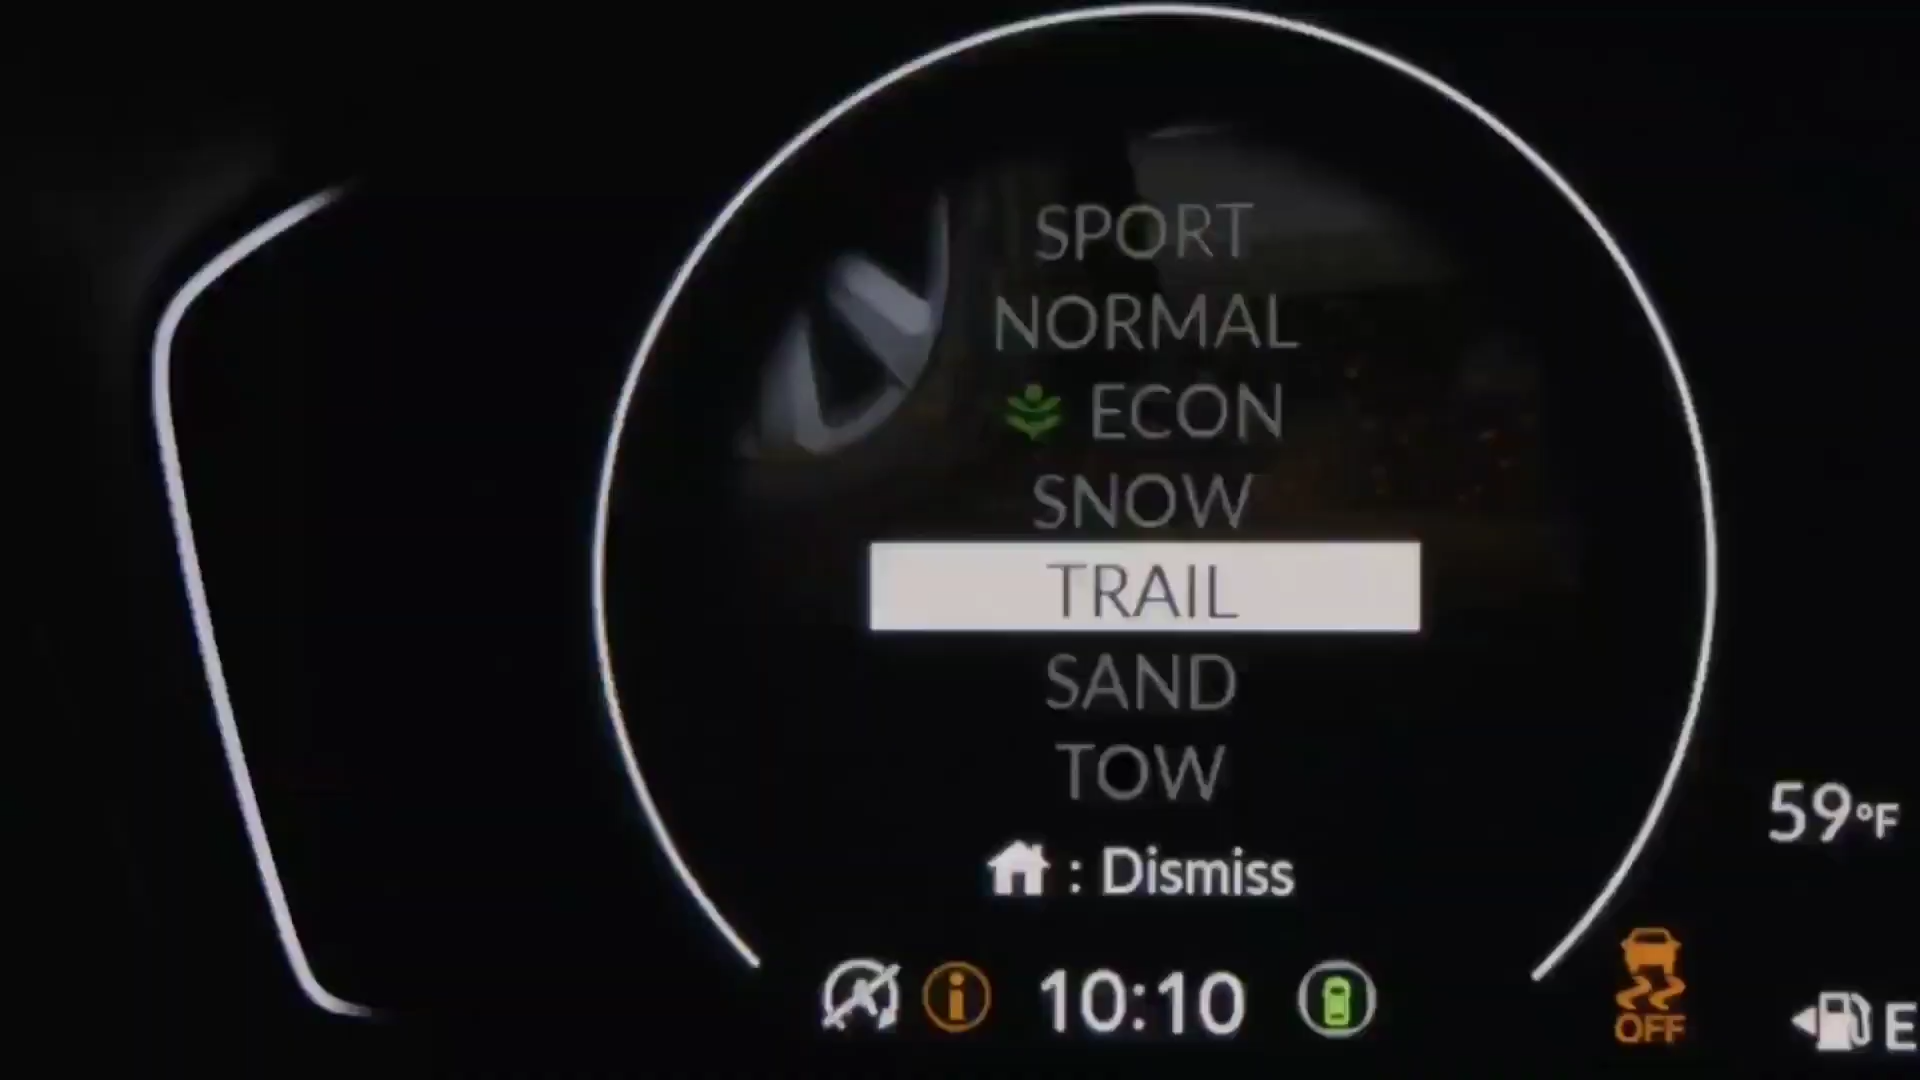 SPORT
NORMAL
ECON
SNOW
TRAIL
SAND
TOW
: Dismiss
59°F
10:10
OFF
E